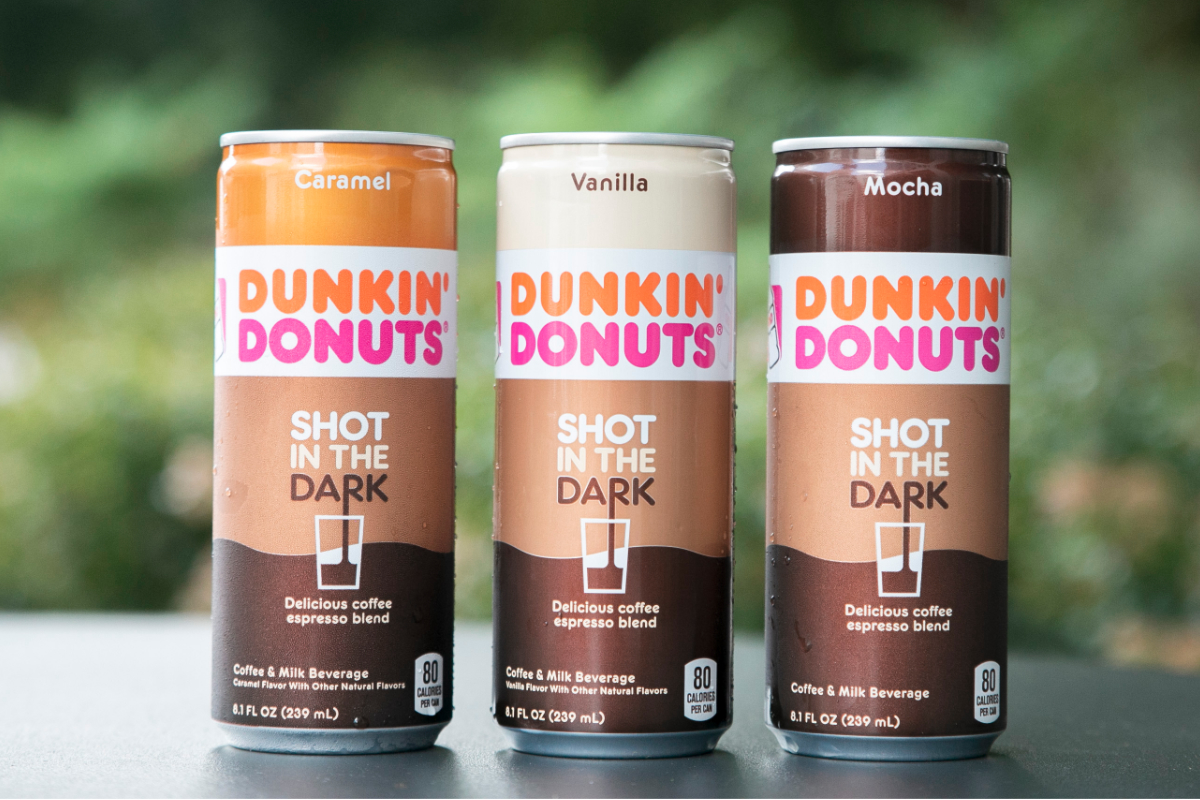 Caramel
DUNKIN'
DONUTS®
SHOT
IN THE
DARK
Delicious coffee
espresso blend
Coffee & Milk Beverage
Caramel Flavor With Other Natural Flavors
8.1 FL OZ (239 mL)
80
CALORIES
PER CAN
Vanilla
DUNKIN'
DONUTS®
SHOT
IN THE
DARK
Delicious coffee
espresso blend
Coffee & Milk Beverage
Vanilla Flavor With Other Natural Flavors
8.1 FL OZ (239 mL)
80
CALORIES
PER CAN
Mocha
DUNKIN'
DONUTS®
SHOT
IN THE
DARK
Delicious coffee
espresso blend
Coffee & Milk Beverage
8.1 FL OZ (239 mL)
80
CALORIES
PER CAN